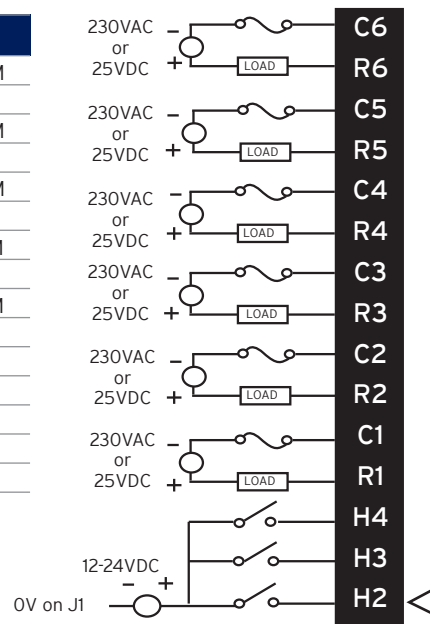 230VAC
or
25VDC
−
+
LOAD
C6
R6
230VAC
or
25VDC
−
+
LOAD
C5
R5
230VAC
or
25VDC
−
+
LOAD
C4
R4
230VAC
or
25VDC
−
+
LOAD
C3
R3
230VAC
or
25VDC
−
+
LOAD
C2
R2
230VAC
or
25VDC
−
+
LOAD
C1
R1
H4
H3
12-24VDC
− +
0V on J1
H2
M
M
M
M
M